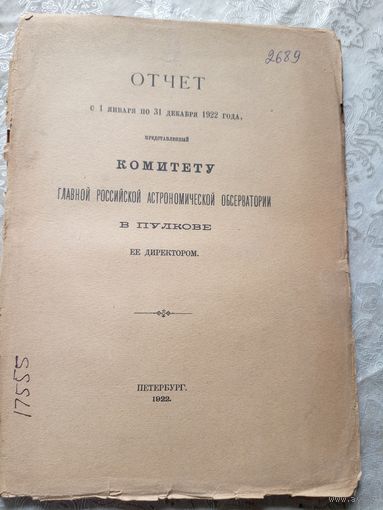 2689
ОТЧЕТ
С 1 ЯНВАРЯ ПО 31 ДЕКАБРЯ 1922 ГОДА,
ПРЕДСТАВЛЕННЫЙ
КОМИТЕТУ
ГЛАВНОЙ РОССИЙСКОЙ АСТРОНОМИЧЕСКОЙ ОБСЕРВАТОРИИ
В ПУЛКОВЕ
ЕЕ ДИРЕКТОРОМ.
17555
ПЕТЕРБУРГ.
1922.